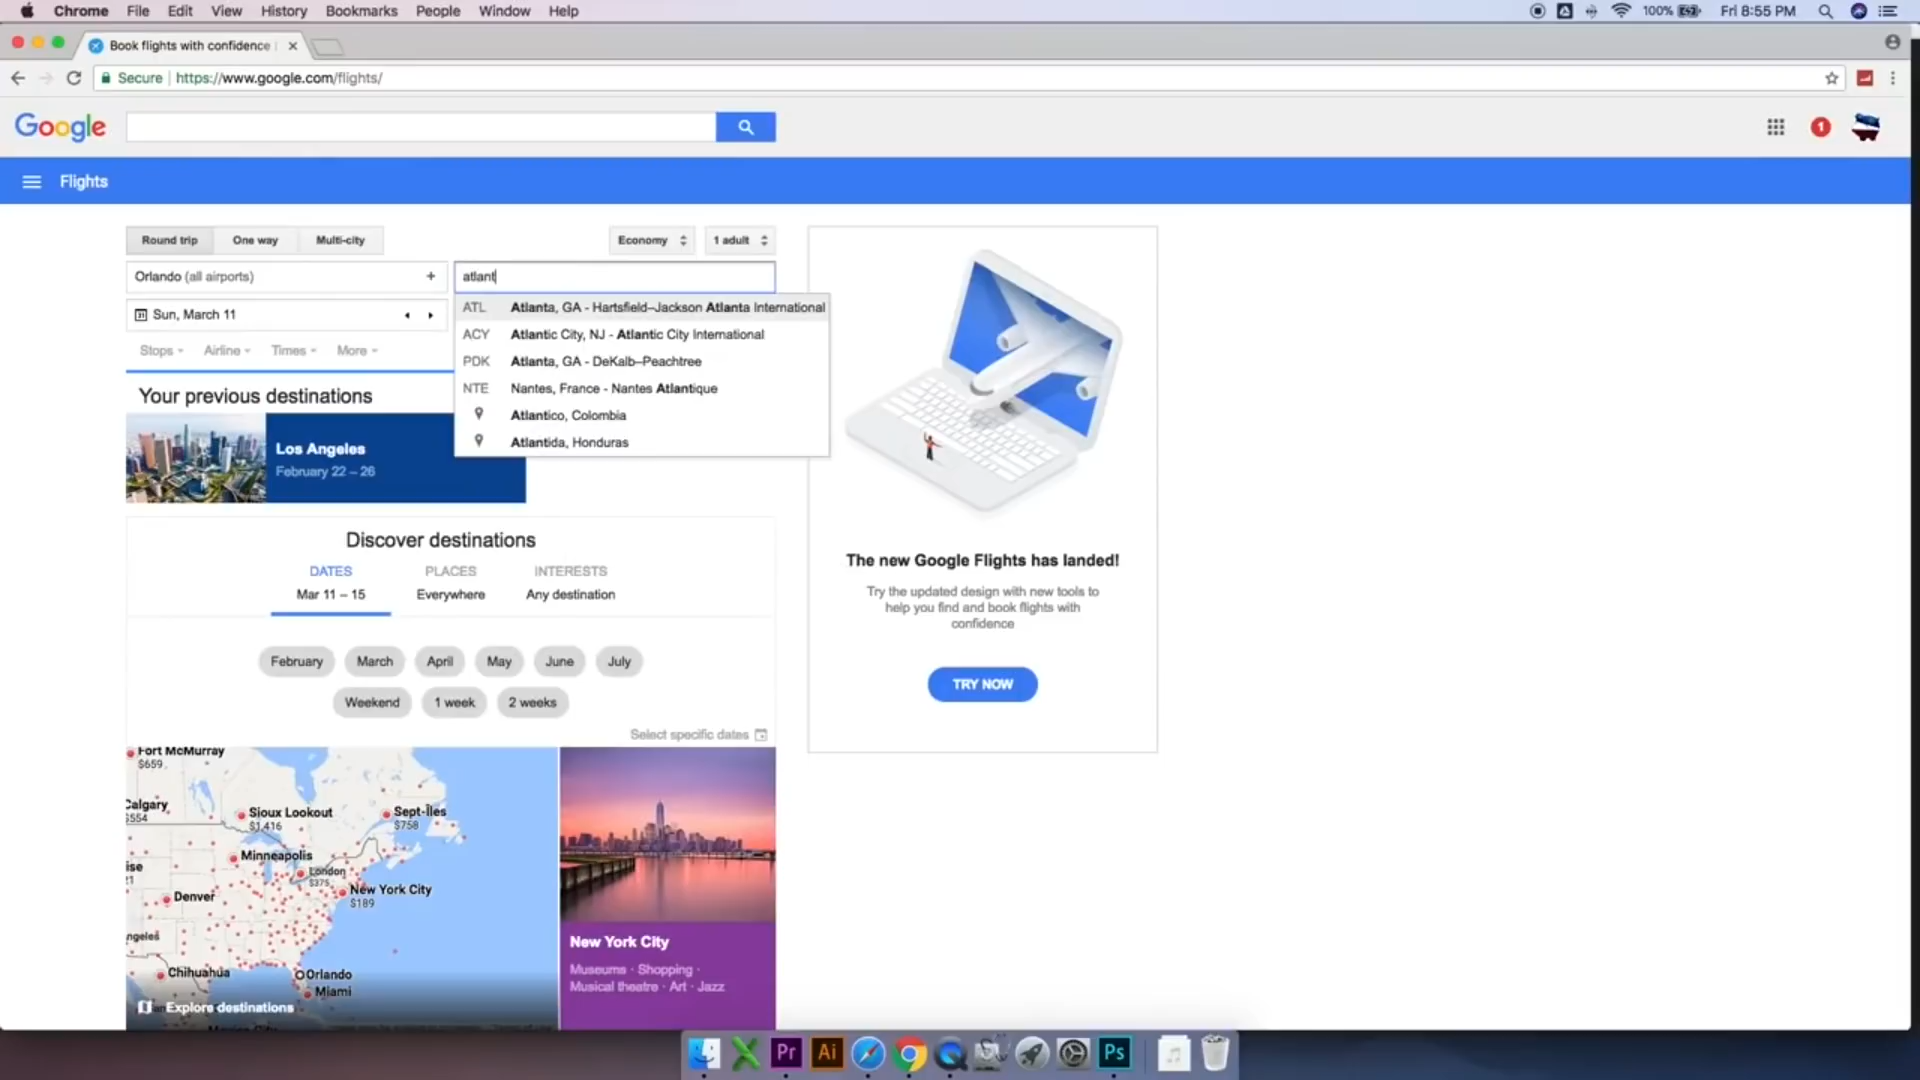 Chrome File Edit View History Bookmarks People Window Help
100% Fri 8:55 PM
Book flights with confidence
Secure https://www.google.com/flights/
Google
1
Flights
Round trip One way Multi-city Economy 1 adult
Orlando (all airports) + atlant
Sun, March 11
Stops Airline Times More
ATL Atlanta, GA - Hartsfield–Jackson Atlanta International
ACY Atlantic City, NJ - Atlantic City International
PDK Atlanta, GA - DeKalb–Peachtree
NTE Nantes, France - Nantes Atlantique
Atlantico, Colombia
Atlantida, Honduras
Your previous destinations
Los Angeles
February 22 – 26
Discover destinations
DATES PLACES INTERESTS
Mar 11 – 15 Everywhere Any destination
February March April May June July
Weekend 1 week 2 weeks
Select specific dates
Fort McMurray
$659
Calgary
$554
Sioux Lookout
$1,416
Sept-Îles
$758
Minneapolis
London
$375
New York City
$189
Denver
Chihuahua
Orlando
Miami
Explore destinations
New York City
Museums · Shopping ·
Musical theatre · Art · Jazz
The new Google Flights has landed!
Try the updated design with new tools to
help you find and book flights with
confidence
TRY NOW
Pr Ai Ps